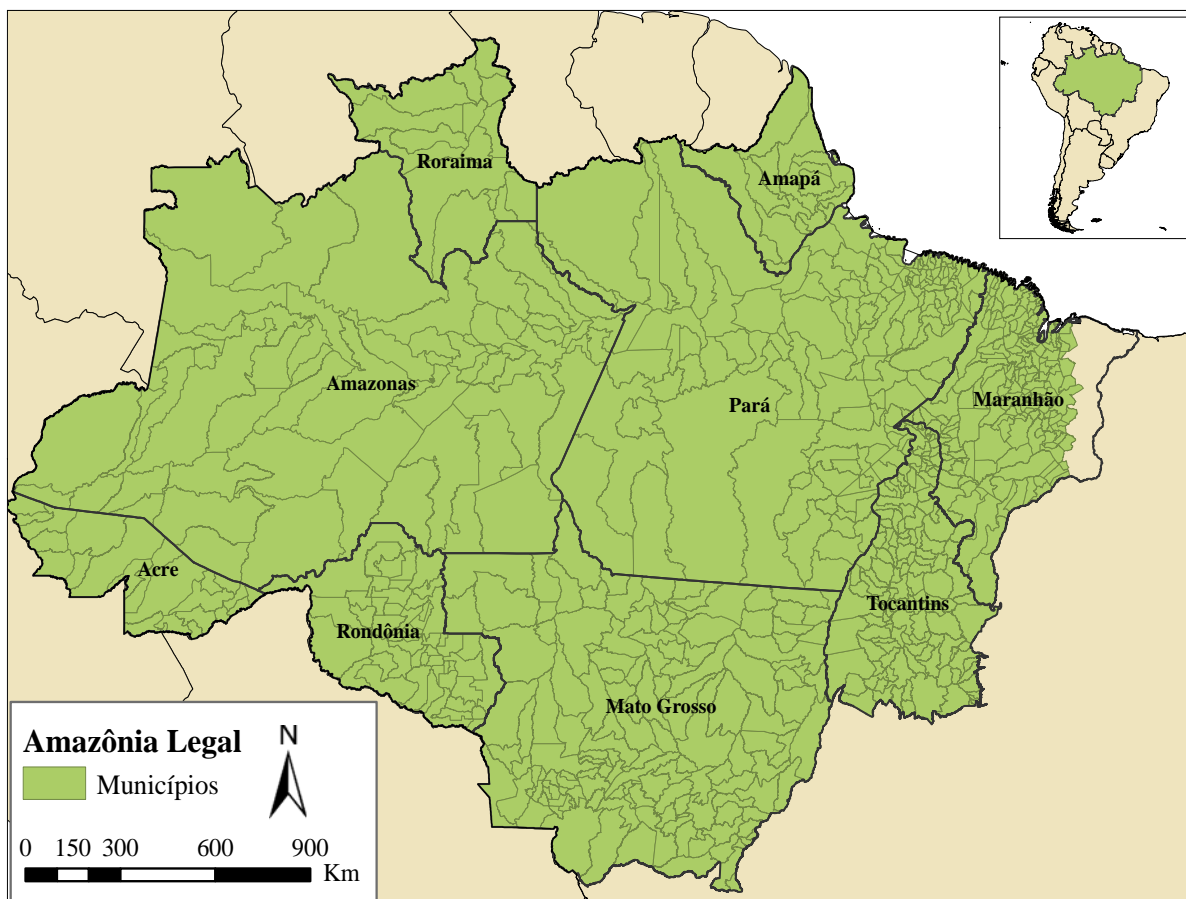 Roraima
Amapá
Amazonas
Pará
Maranhão
Acre
Tocantins
Rondônia
Mato Grosso
Amazônia Legal
N
Municípios
0 150 300 600 900
Km